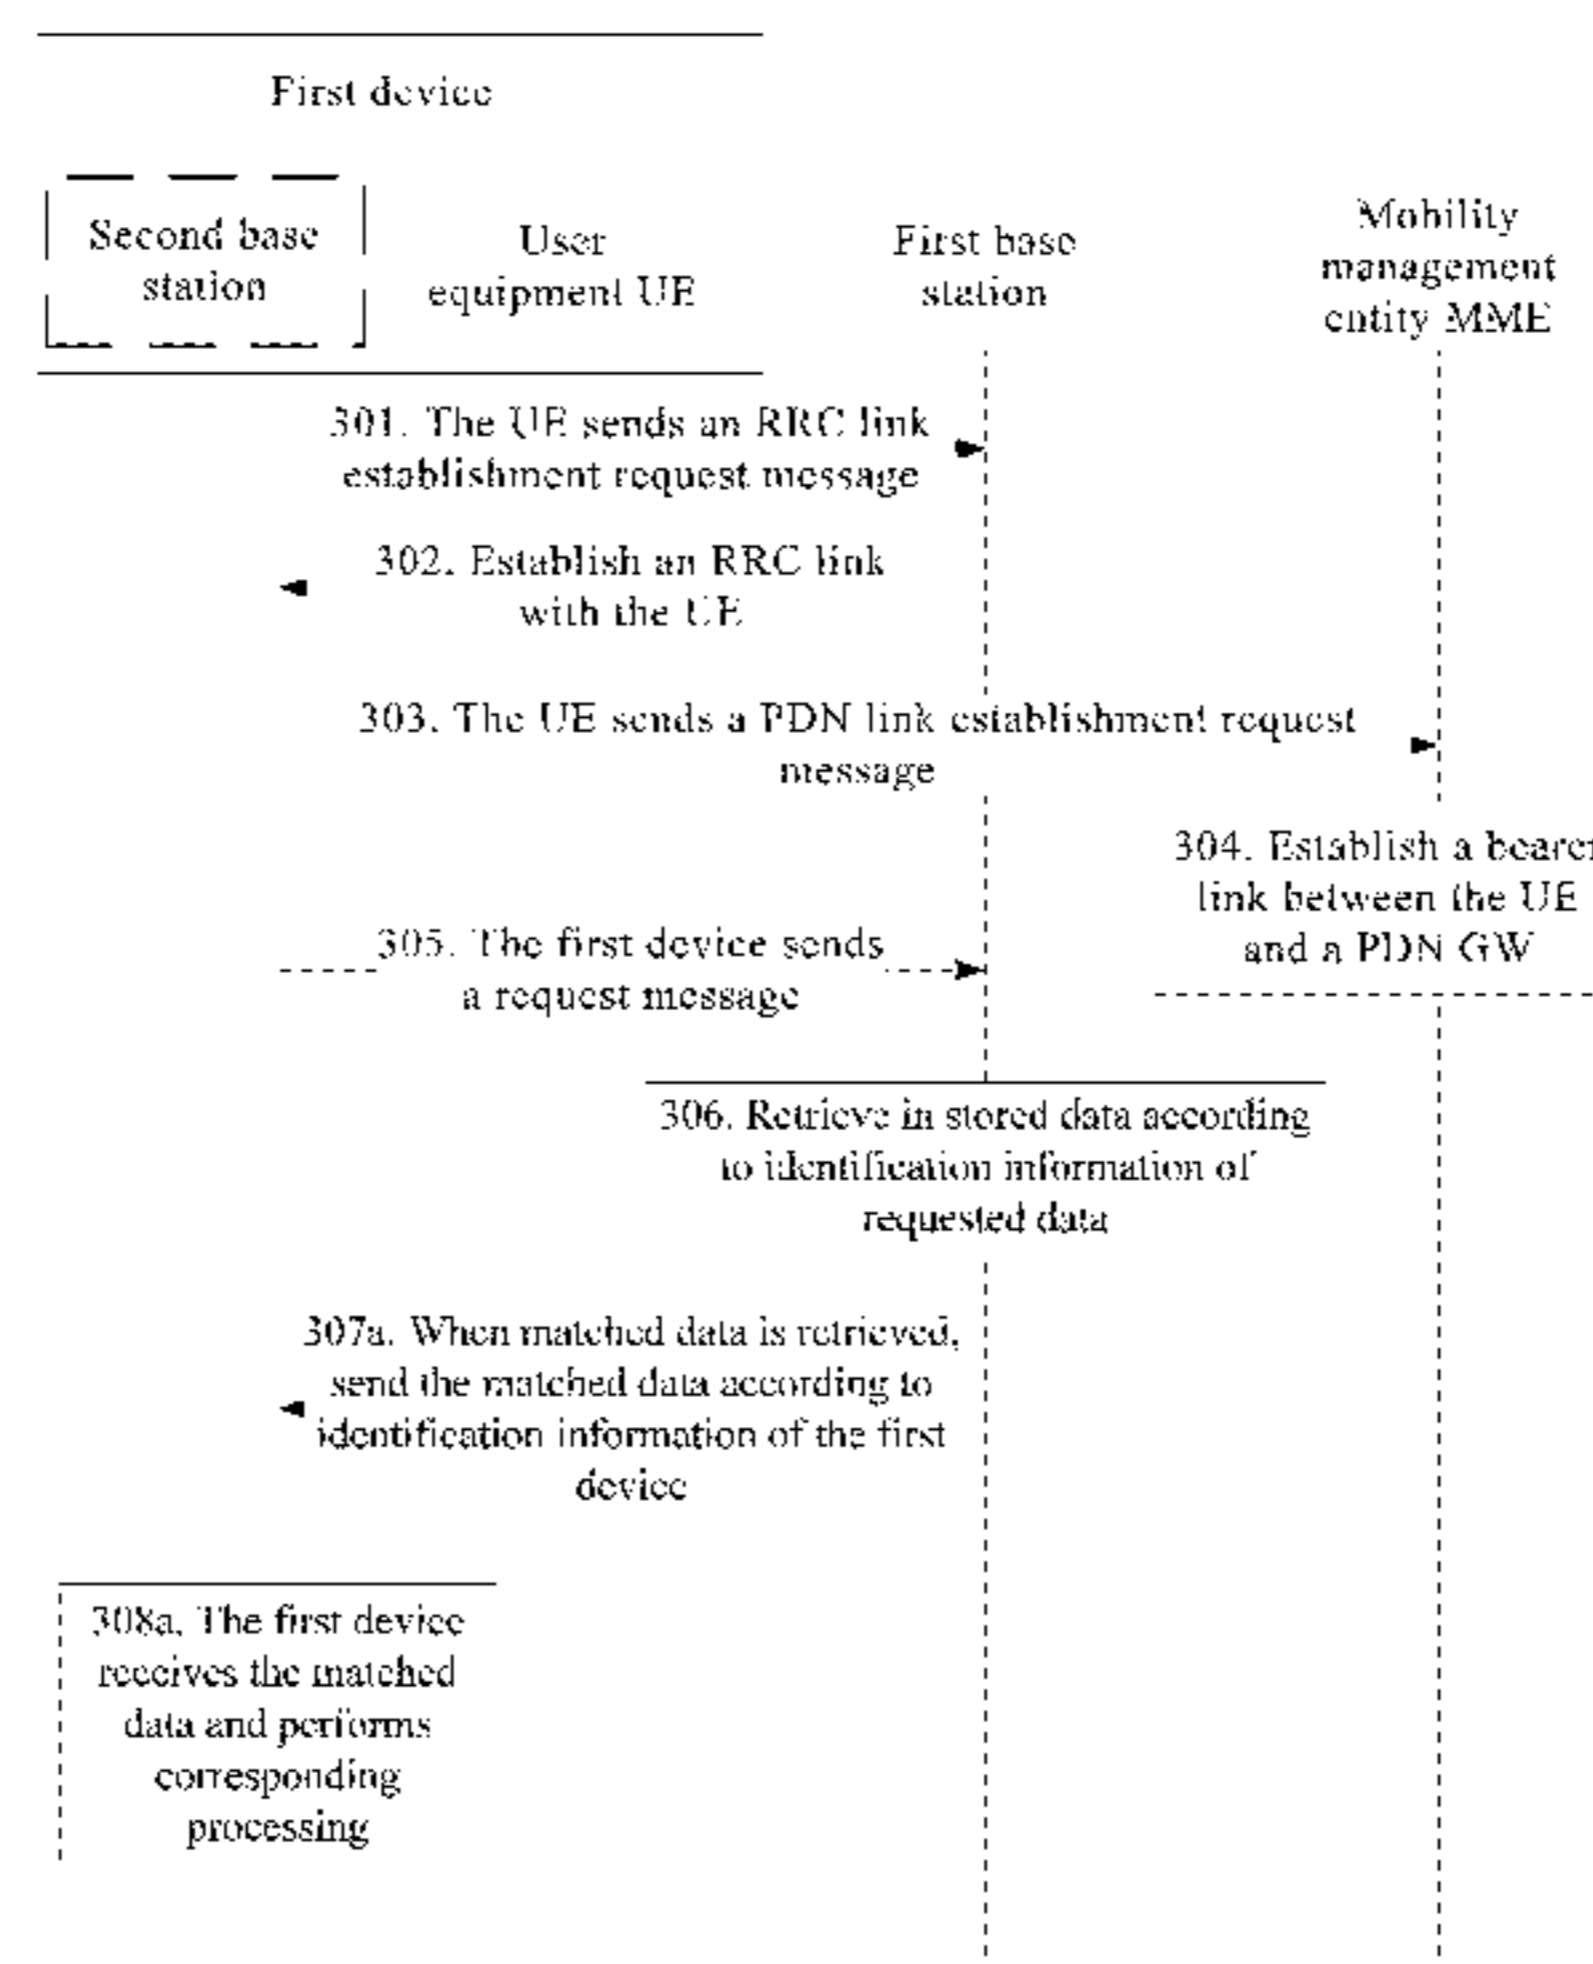 First device
Second base
station
User
equipment UE
First base
station
Mobility
management
entity MME
301. The UE sends an RRC link
establishment request message
302. Establish an RRC link
with the UE
303. The UE sends a PDN link establishment request
message
304. Establish a bearer
link between the UE
and a PDN GW
305. The first device sends
a request message
306. Retrieve in stored data according
to identification information of
requested data
307a. When matched data is retrieved,
send the matched data according to
identification information of the first
device
308a. The first device
receives the matched
data and performs
corresponding
processing